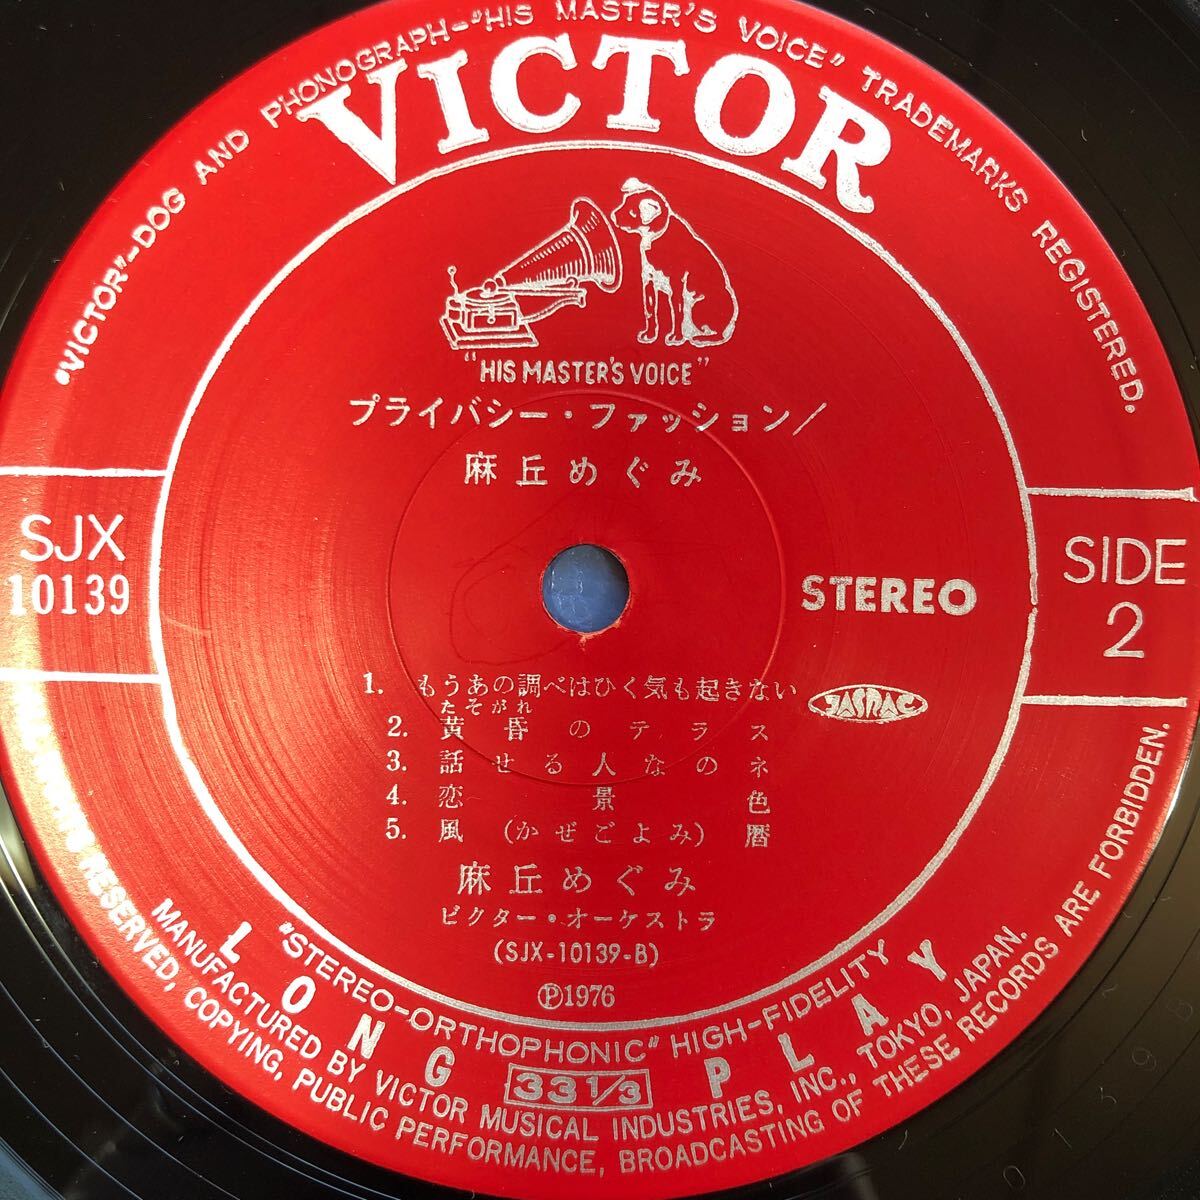 "VICTOR"-DOG AND PHONOGRAPH-"HIS MASTER'S VOICE" TRADEMARKS REGISTERED.
VICTOR
"HIS MASTER'S VOICE"
プライバシー・ファッション/
麻丘めぐみ
SJX
10139
STEREO
SIDE
2
JASRAC
1. もうあの調べはひく気も起きない
たそがれ
2. 黄昏のテラス
3. 話せる人なのネ
4. 恋景色
5. 風(かぜごよみ)暦
麻丘めぐみ
ビクター・オーケストラ
(SJX-10139-B)
Ⓟ1976
"STEREO-ORTHOPHONIC" HIGH-FIDELITY
LONG PLAY
33 1/3
MANUFACTURED BY VICTOR MUSICAL INDUSTRIES, INC., TOKYO, JAPAN.
RESERVED, COPYING, PUBLIC PERFORMANCE, BROADCASTING OF THESE RECORDS ARE FORBIDDEN.